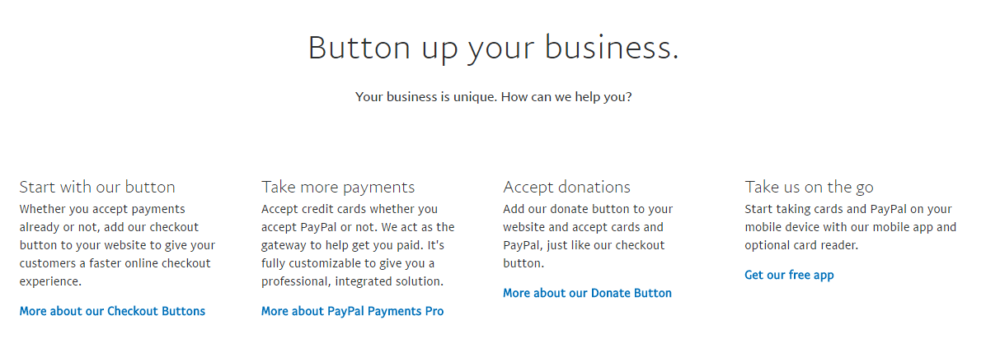 Button up your business.
Your business is unique. How can we help you?
Start with our button
Whether you accept payments
already or not, add our checkout
button to your website to give your
customers a faster online checkout
experience.
More about our Checkout Buttons
Take more payments
Accept credit cards whether you
accept PayPal or not. We act as the
gateway to help get you paid. It's
fully customizable to give you a
professional, integrated solution.
More about PayPal Payments Pro
Accept donations
Add our donate button to your
website and accept cards and
PayPal, just like our checkout
button.
More about our Donate Button
Take us on the go
Start taking cards and PayPal on your
mobile device with our mobile app and
optional card reader.
Get our free app